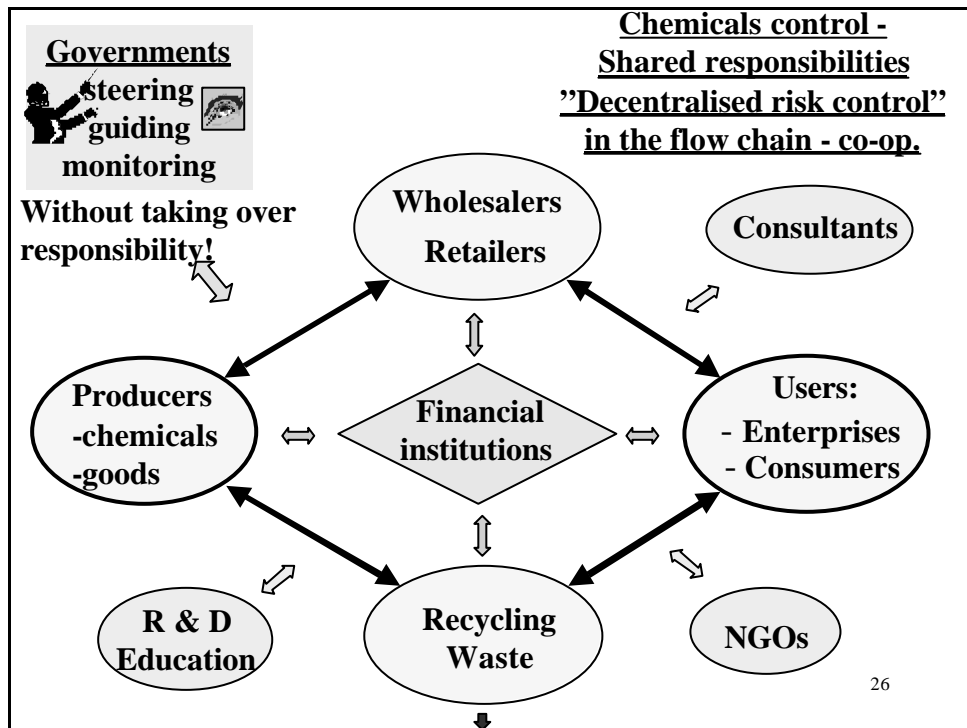 Governments
steering
guiding
monitoring
Without taking over
responsibility!
Chemicals control -
Shared responsibilities
”Decentralised risk control”
in the flow chain - co-op.
Wholesalers
Retailers
Consultants
Producers
-chemicals
-goods
Financial
institutions
Users:
- Enterprises
- Consumers
R & D
Education
Recycling
Waste
NGOs
26